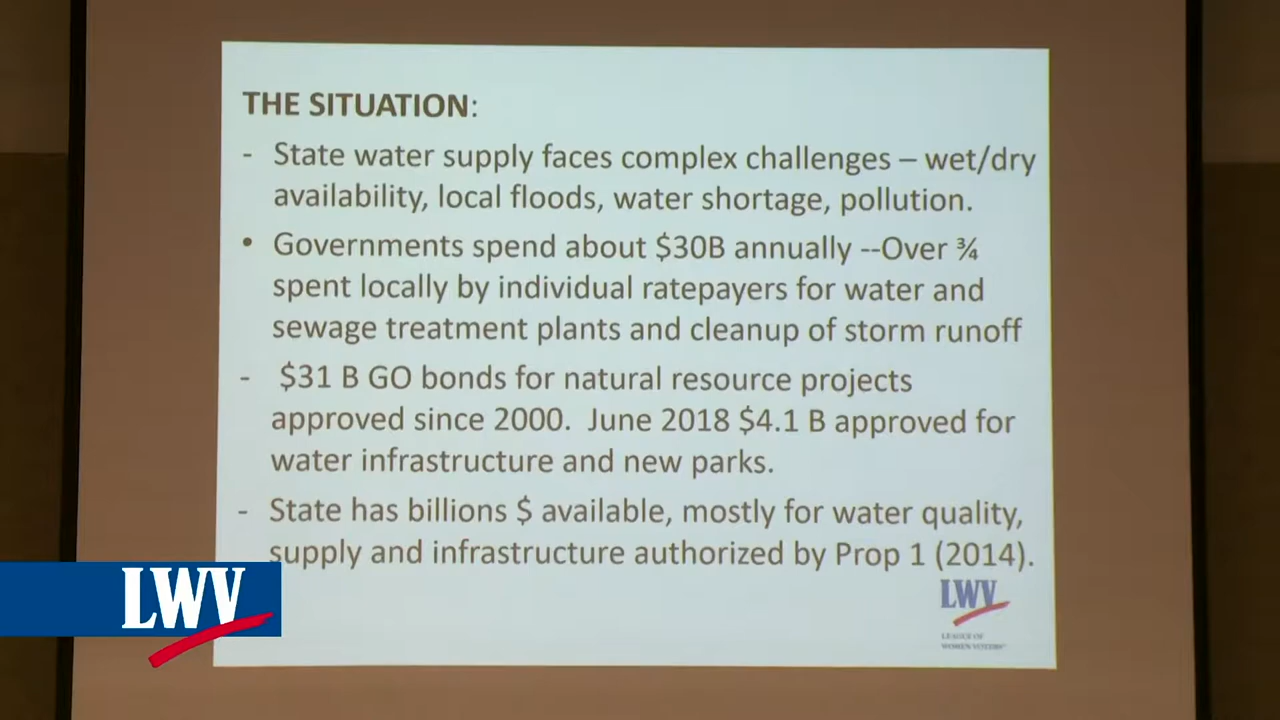 THE SITUATION:
- State water supply faces complex challenges – wet/dry
availability, local floods, water shortage, pollution.
• Governments spend about $30B annually --Over ¾
spent locally by individual ratepayers for water and
sewage treatment plants and cleanup of storm runoff
- $31 B GO bonds for natural resource projects
approved since 2000. June 2018 $4.1 B approved for
water infrastructure and new parks.
- State has billions $ available, mostly for water quality,
supply and infrastructure authorized by Prop 1 (2014).
LWV
LWV
LEAGUE OF
WOMEN VOTERS